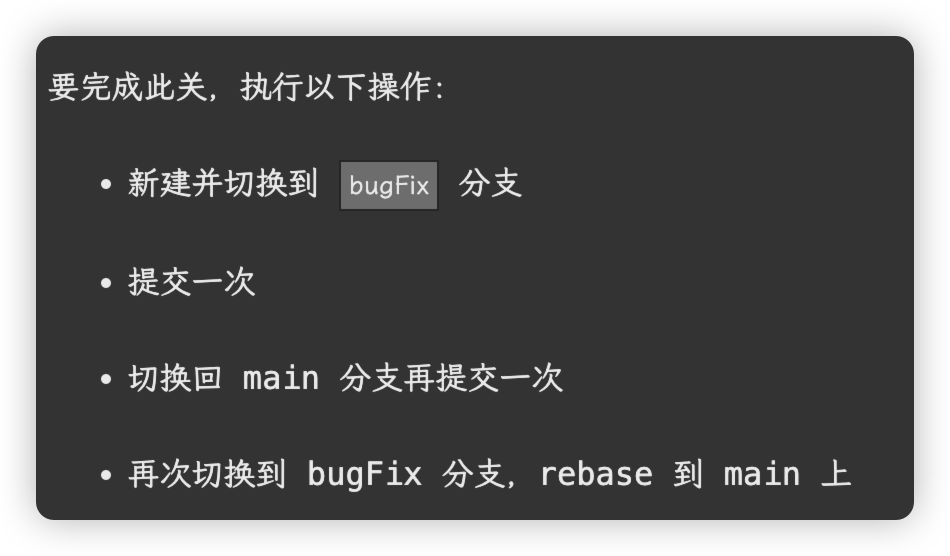 要完成此关，执行以下操作：
新建并切换到 bugFix 分支
提交一次
切换回 main 分支再提交一次
再次切换到 bugFix 分支，rebase 到 main 上